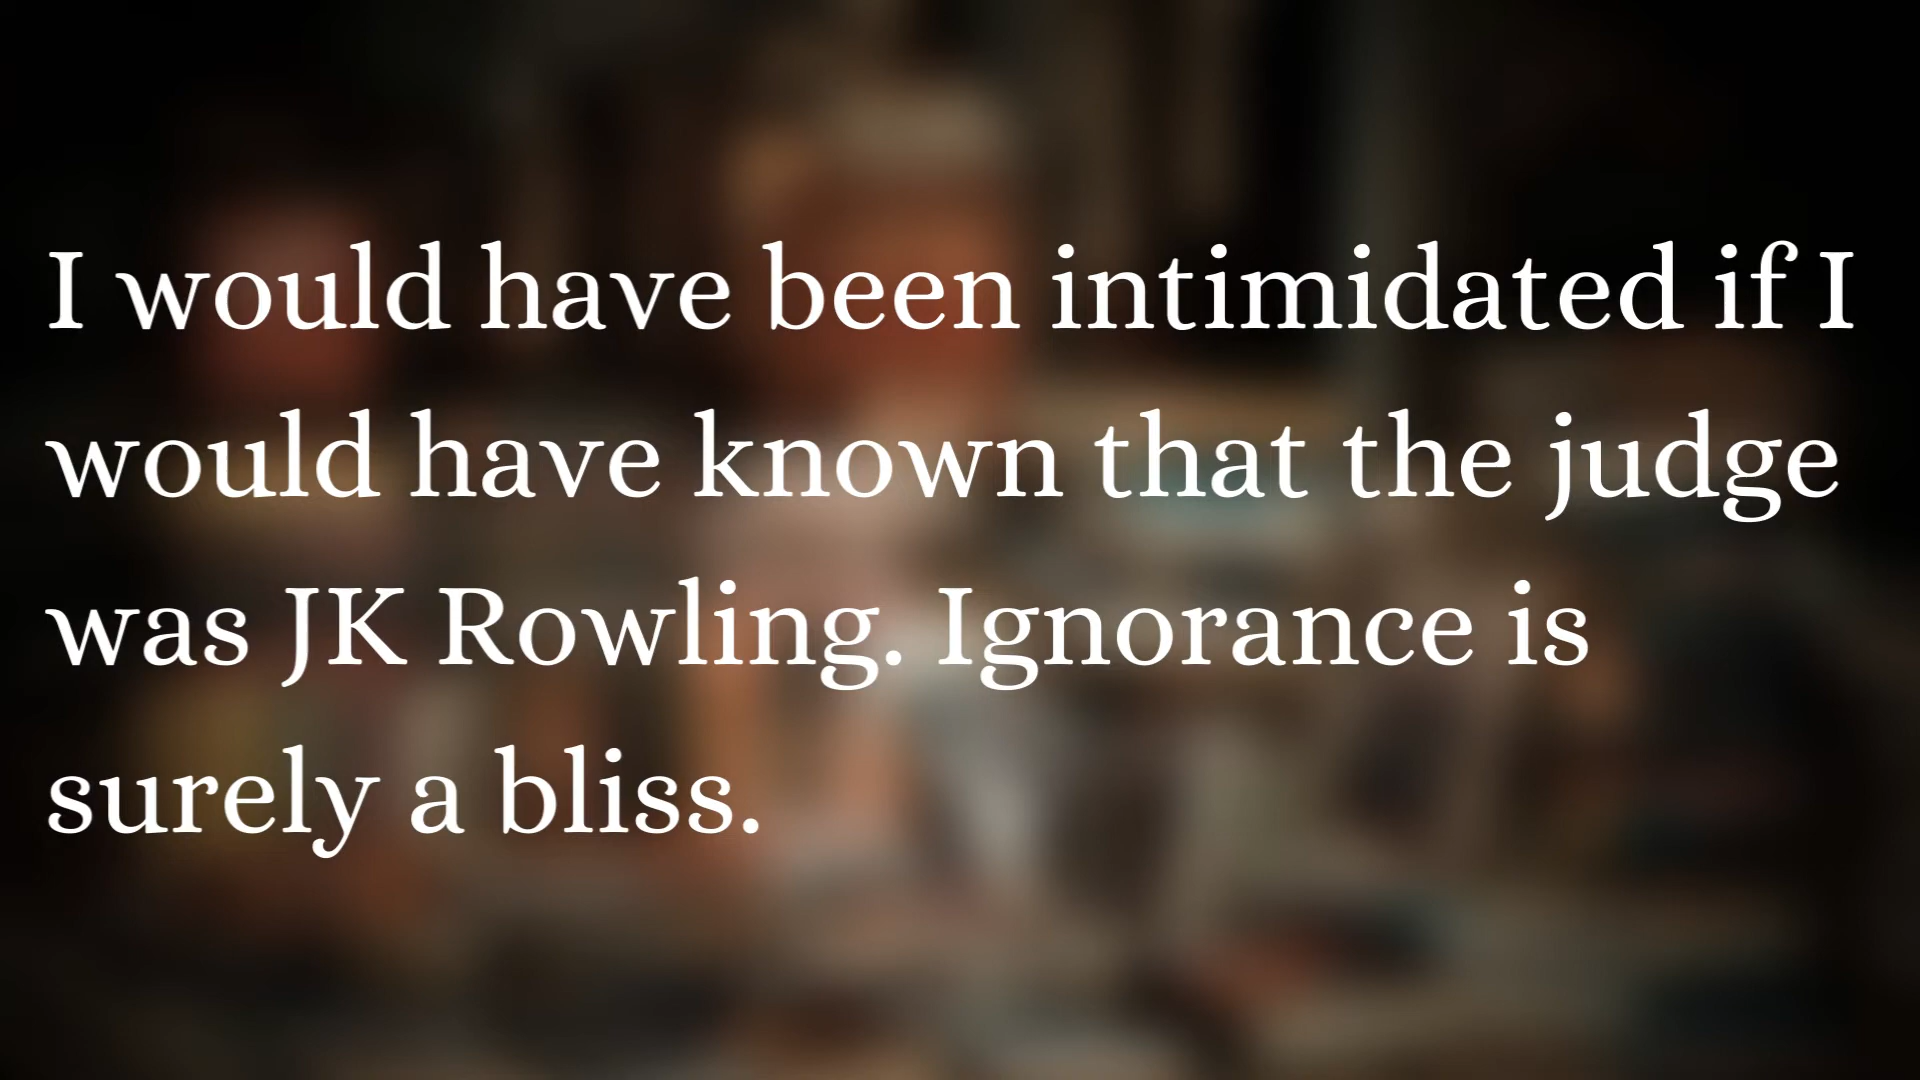 I would have been intimidated if I
would have known that the judge
was JK Rowling. Ignorance is
surely a bliss.